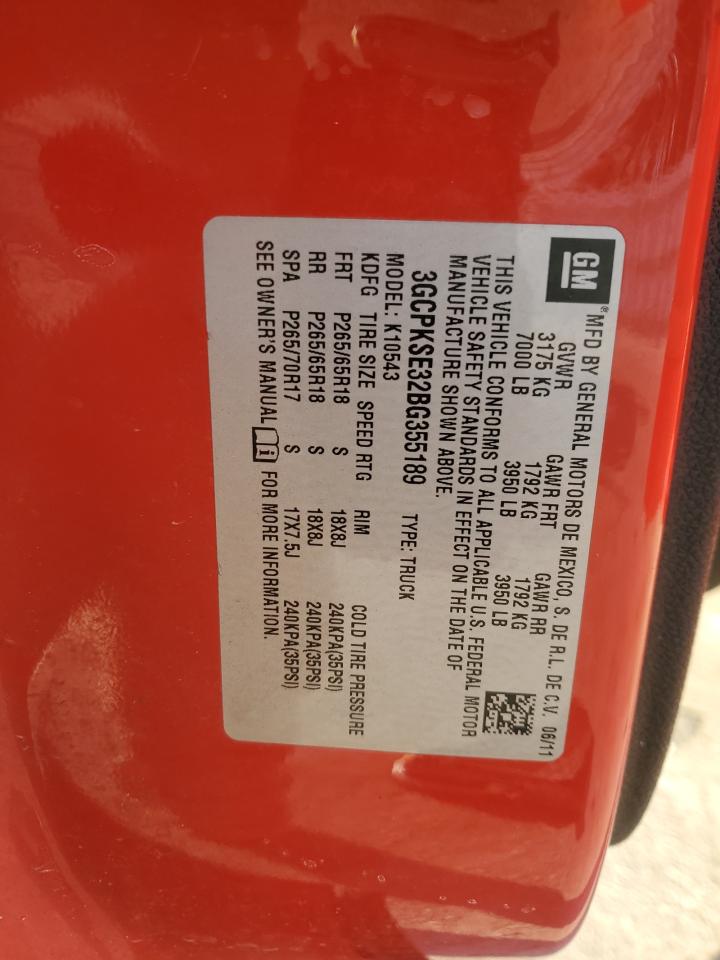 GM
® MFD BY GENERAL MOTORS DE MEXICO, S. DE R.L. DE C.V. 06/11
GVWR GAWR FRT GAWR RR
3175 KG 1792 KG 1792 KG
7000 LB 3950 LB 3950 LB
THIS VEHICLE CONFORMS TO ALL APPLICABLE U.S. FEDERAL MOTOR
VEHICLE SAFETY STANDARDS IN EFFECT ON THE DATE OF
MANUFACTURE SHOWN ABOVE.
3GCPKSE32BG355189 TYPE: TRUCK
MODEL: K10543
KDFG TIRE SIZE SPEED RTG RIM COLD TIRE PRESSURE
FRT P265/65R18 S 18X8J 240KPA(35PSI)
RR P265/65R18 S 18X8J 240KPA(35PSI)
SPA P265/70R17 S 17X7.5J 240KPA(35PSI)
SEE OWNER'S MANUAL i FOR MORE INFORMATION.